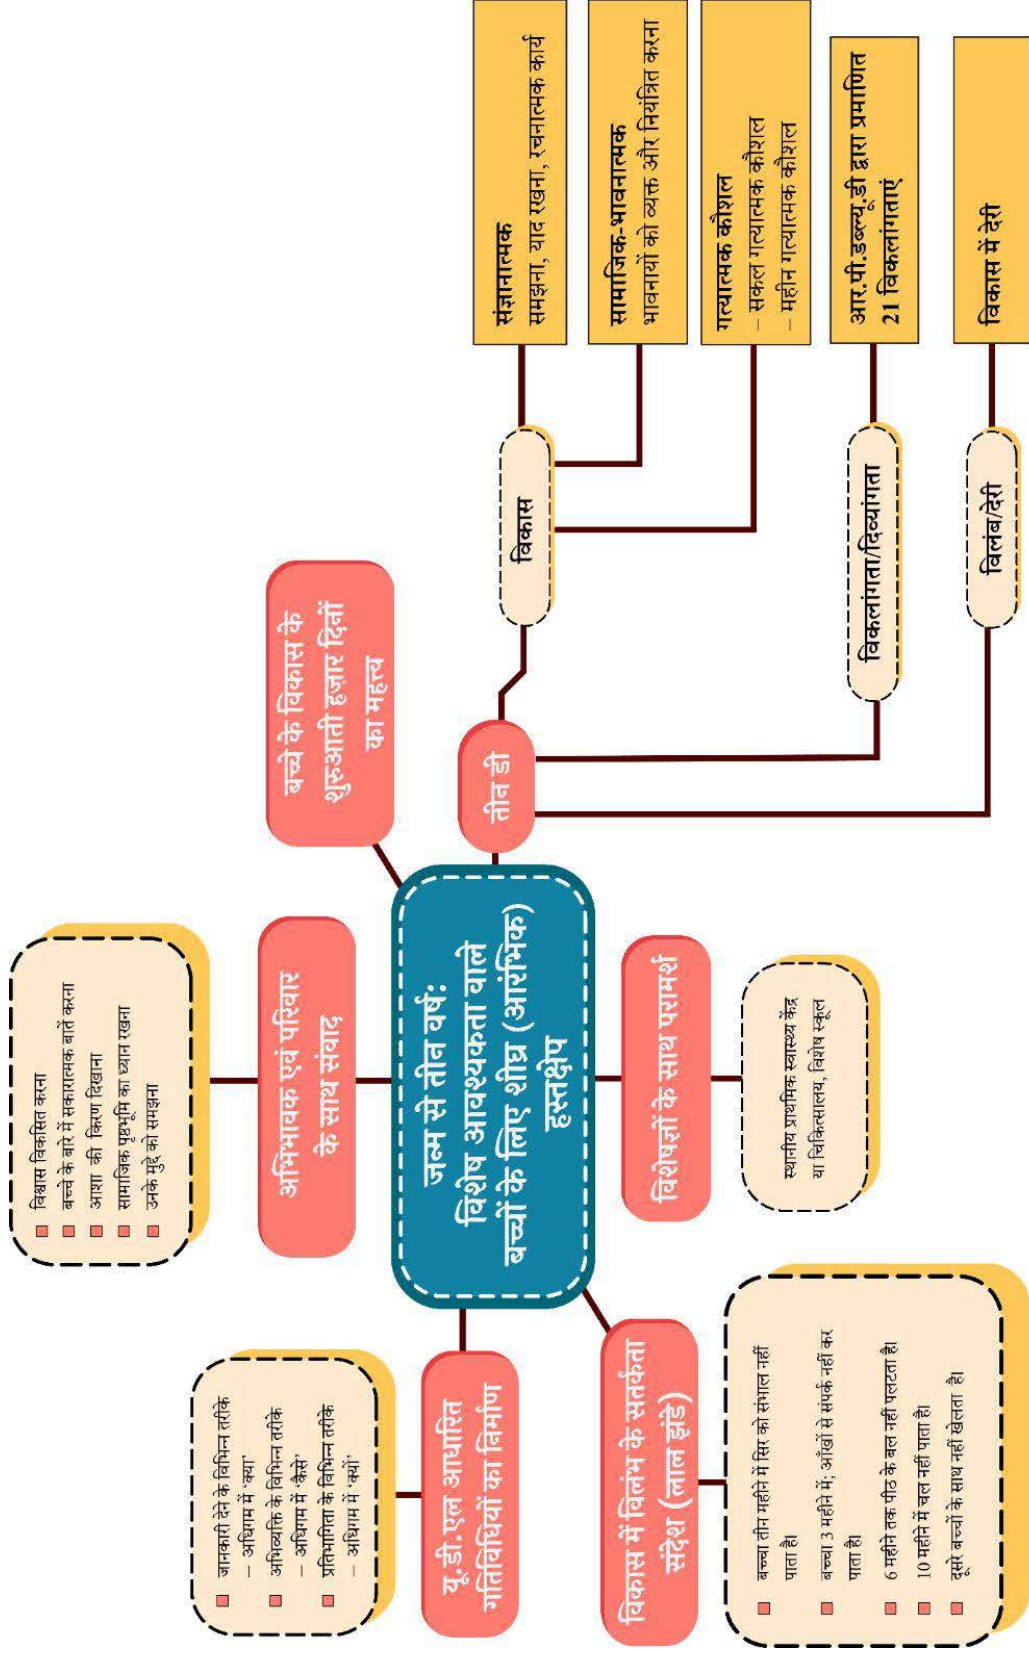 जन्म से तीन वर्ष:
विशेष आवश्यकता वाले
बच्चों के लिए शीघ्र (आरंभिक)
हस्तक्षेप
बच्चे के विकास के
शुरुआती हज़ार दिनों
का महत्त्व
तीन डी
विकास
संज्ञानात्मक
समझना, याद रखना, रचनात्मक कार्य
सामाजिक-भावनात्मक
भावनायों को व्यक्त और नियंत्रित करना
गत्यात्मक कौशल
– सकल गत्यात्मक कौशल
– महीन गत्यात्मक कौशल
विकलांगता/दिव्यांगता
आर.पी.डब्ल्यू.डी द्वारा प्रमाणित
21 विकलांगताएं
विलंब/देरी
विकास में देरी
विशेषज्ञों के साथ परामर्श
स्थानीय प्राथमिक स्वास्थ्य केंद्र
या चिकित्सालय, विशेष स्कूल
विकास में विलंभ के सतर्कता
संदेश (लाल झंडे)
बच्चा तीन महीने में सिर को संभाल नहीं
पाता है।
बच्चा 3 महीने में; आँखों से संपर्क नहीं कर
पाता है।
6 महीने तक पीठ के बल नहीं पलटता है।
10 महीने में चल नहीं पाता है।
दूसरे बच्चों के साथ नहीं खेलता है।
यू.डी.एल आधारित
गतिविधियों का निर्माण
जानकारी देने के विभिन्न तरीके
– अधिगम में 'क्या'
अभिव्यक्ति के विभिन्न तरीके
– अधिगम में 'कैसे'
प्रतिभागिता के विभिन्न तरीके
– अधिगम में 'क्यों'
अभिभावक एवं परिवार
के साथ संवाद
विश्वास विकसित करना
बच्चे के बारे में सकारात्मक बातें करना
आशा की किरण दिखाना
सामाजिक पृष्ठभूमि का ध्यान रखना
उनके मुद्दे को समझना